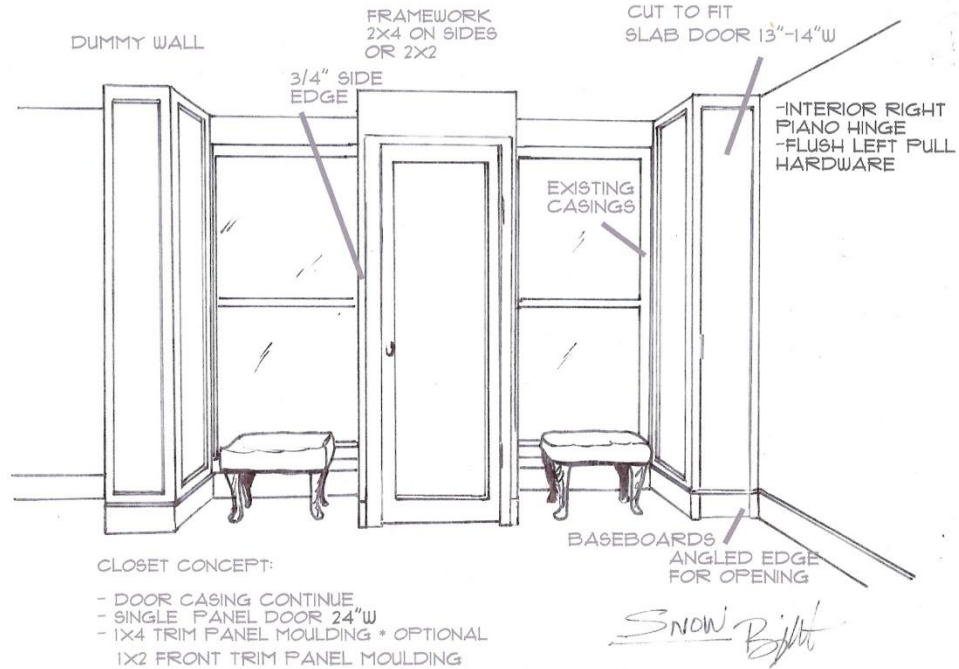 DUMMY WALL
FRAMEWORK
2X4 ON SIDES
OR 2X2
CUT TO FIT
SLAB DOOR 13"-14"W
3/4" SIDE
EDGE
-INTERIOR RIGHT
PIANO HINGE
-FLUSH LEFT PULL
HARDWARE
EXISTING
CASINGS
BASEBOARDS
ANGLED EDGE
FOR OPENING
CLOSET CONCEPT:
- DOOR CASING CONTINUE
- SINGLE PANEL DOOR 24"W
- 1X4 TRIM PANEL MOULDING * OPTIONAL
1X2 FRONT TRIM PANEL MOULDING
SNOW